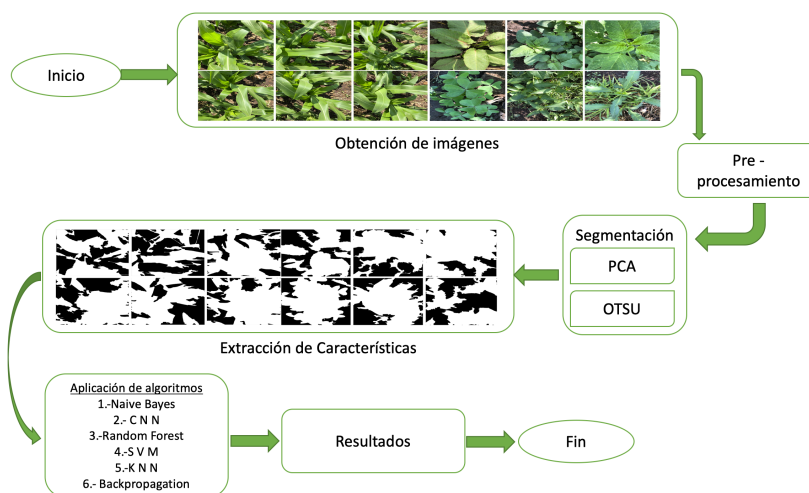 Inicio
Obtención de imágenes
Pre -
procesamiento
Segmentación
PCA
OTSU
Extracción de Características
Aplicación de algoritmos
1.-Naive Bayes
2.- C N N
3.-Random Forest
4.-S V M
5.-K N N
6.- Backpropagation
Resultados
Fin